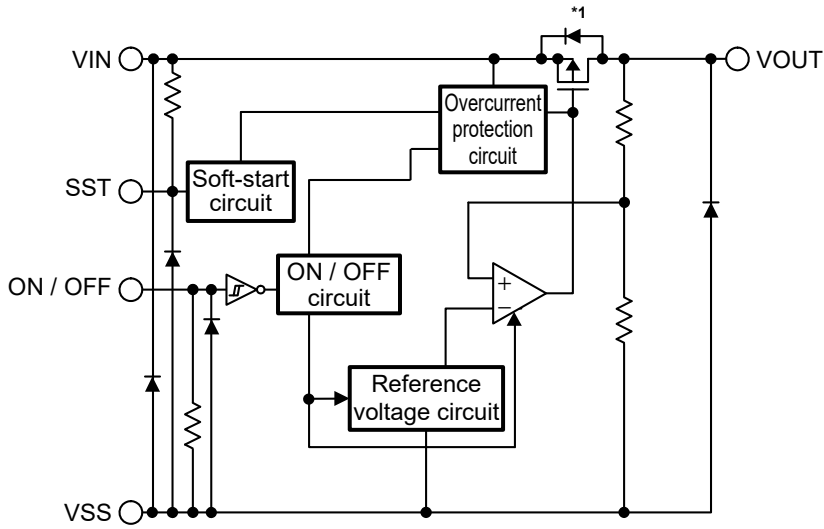 *1
VIN
VOUT
Overcurrent
protection
circuit
SST
Soft-start
circuit
ON / OFF
ON / OFF
circuit
+
−
Reference
voltage circuit
VSS